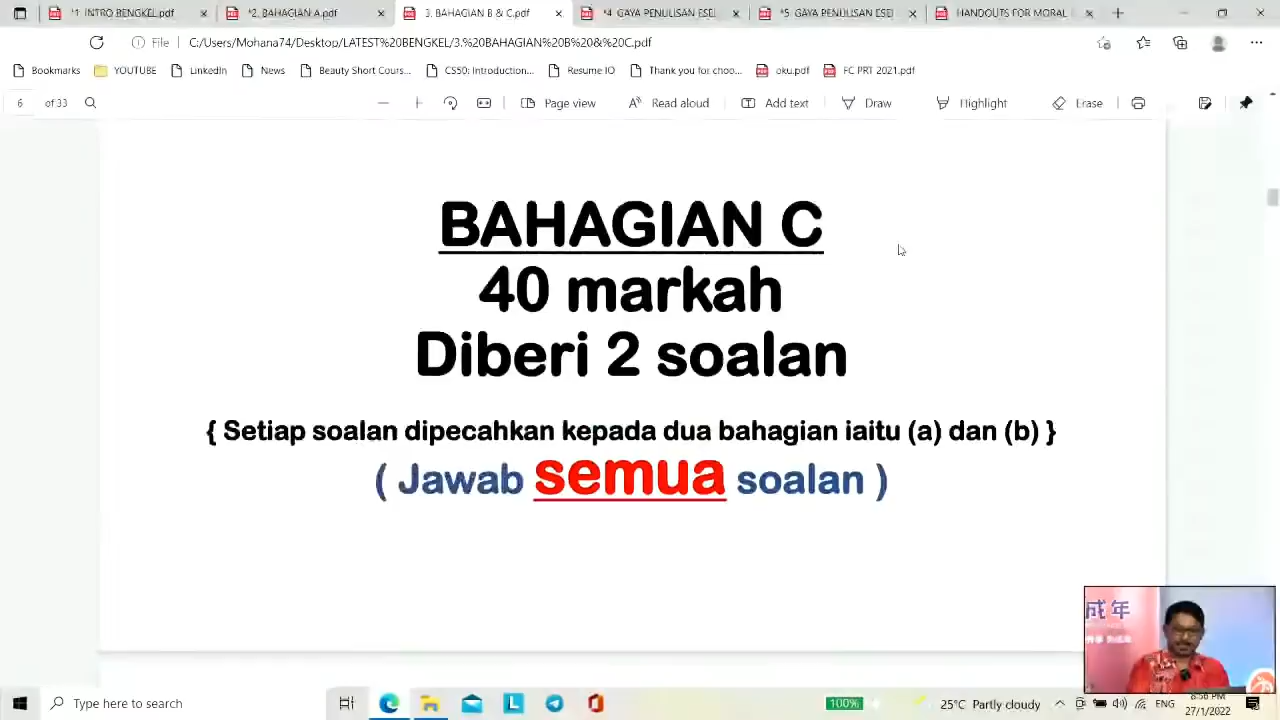 *1 INTRO BENGKEL.pdf
*2. BAHAGIAN A.pdf
3. BAHAGIAN B & C.pdf
*4 GAYA PENULISAN ESEI
*5. GAYA PENULISAN ESEI
HANDOUTS FOR MORAL
File
C:/Users/Mohana74/Desktop/LATEST%20BENGKEL/3.%20BAHAGIAN%20B%20&%20C.pdf
Bookmarks
YOUTUBE
LinkedIn
News
Beauty Short Cours...
CS50: Introduction...
Resume IO
Thank you for choo...
oku.pdf
FC PRT 2021.pdf
6 of 33
Page view
Read aloud
Add text
Draw
Highlight
Erase
BAHAGIAN C
40 markah
Diberi 2 soalan
{ Setiap soalan dipecahkan kepada dua bahagian iaitu (a) dan (b) }
( Jawab semua soalan )
成年
Type here to search
100%
25°C Partly cloudy
ENG
8:56 PM
27/1/2022